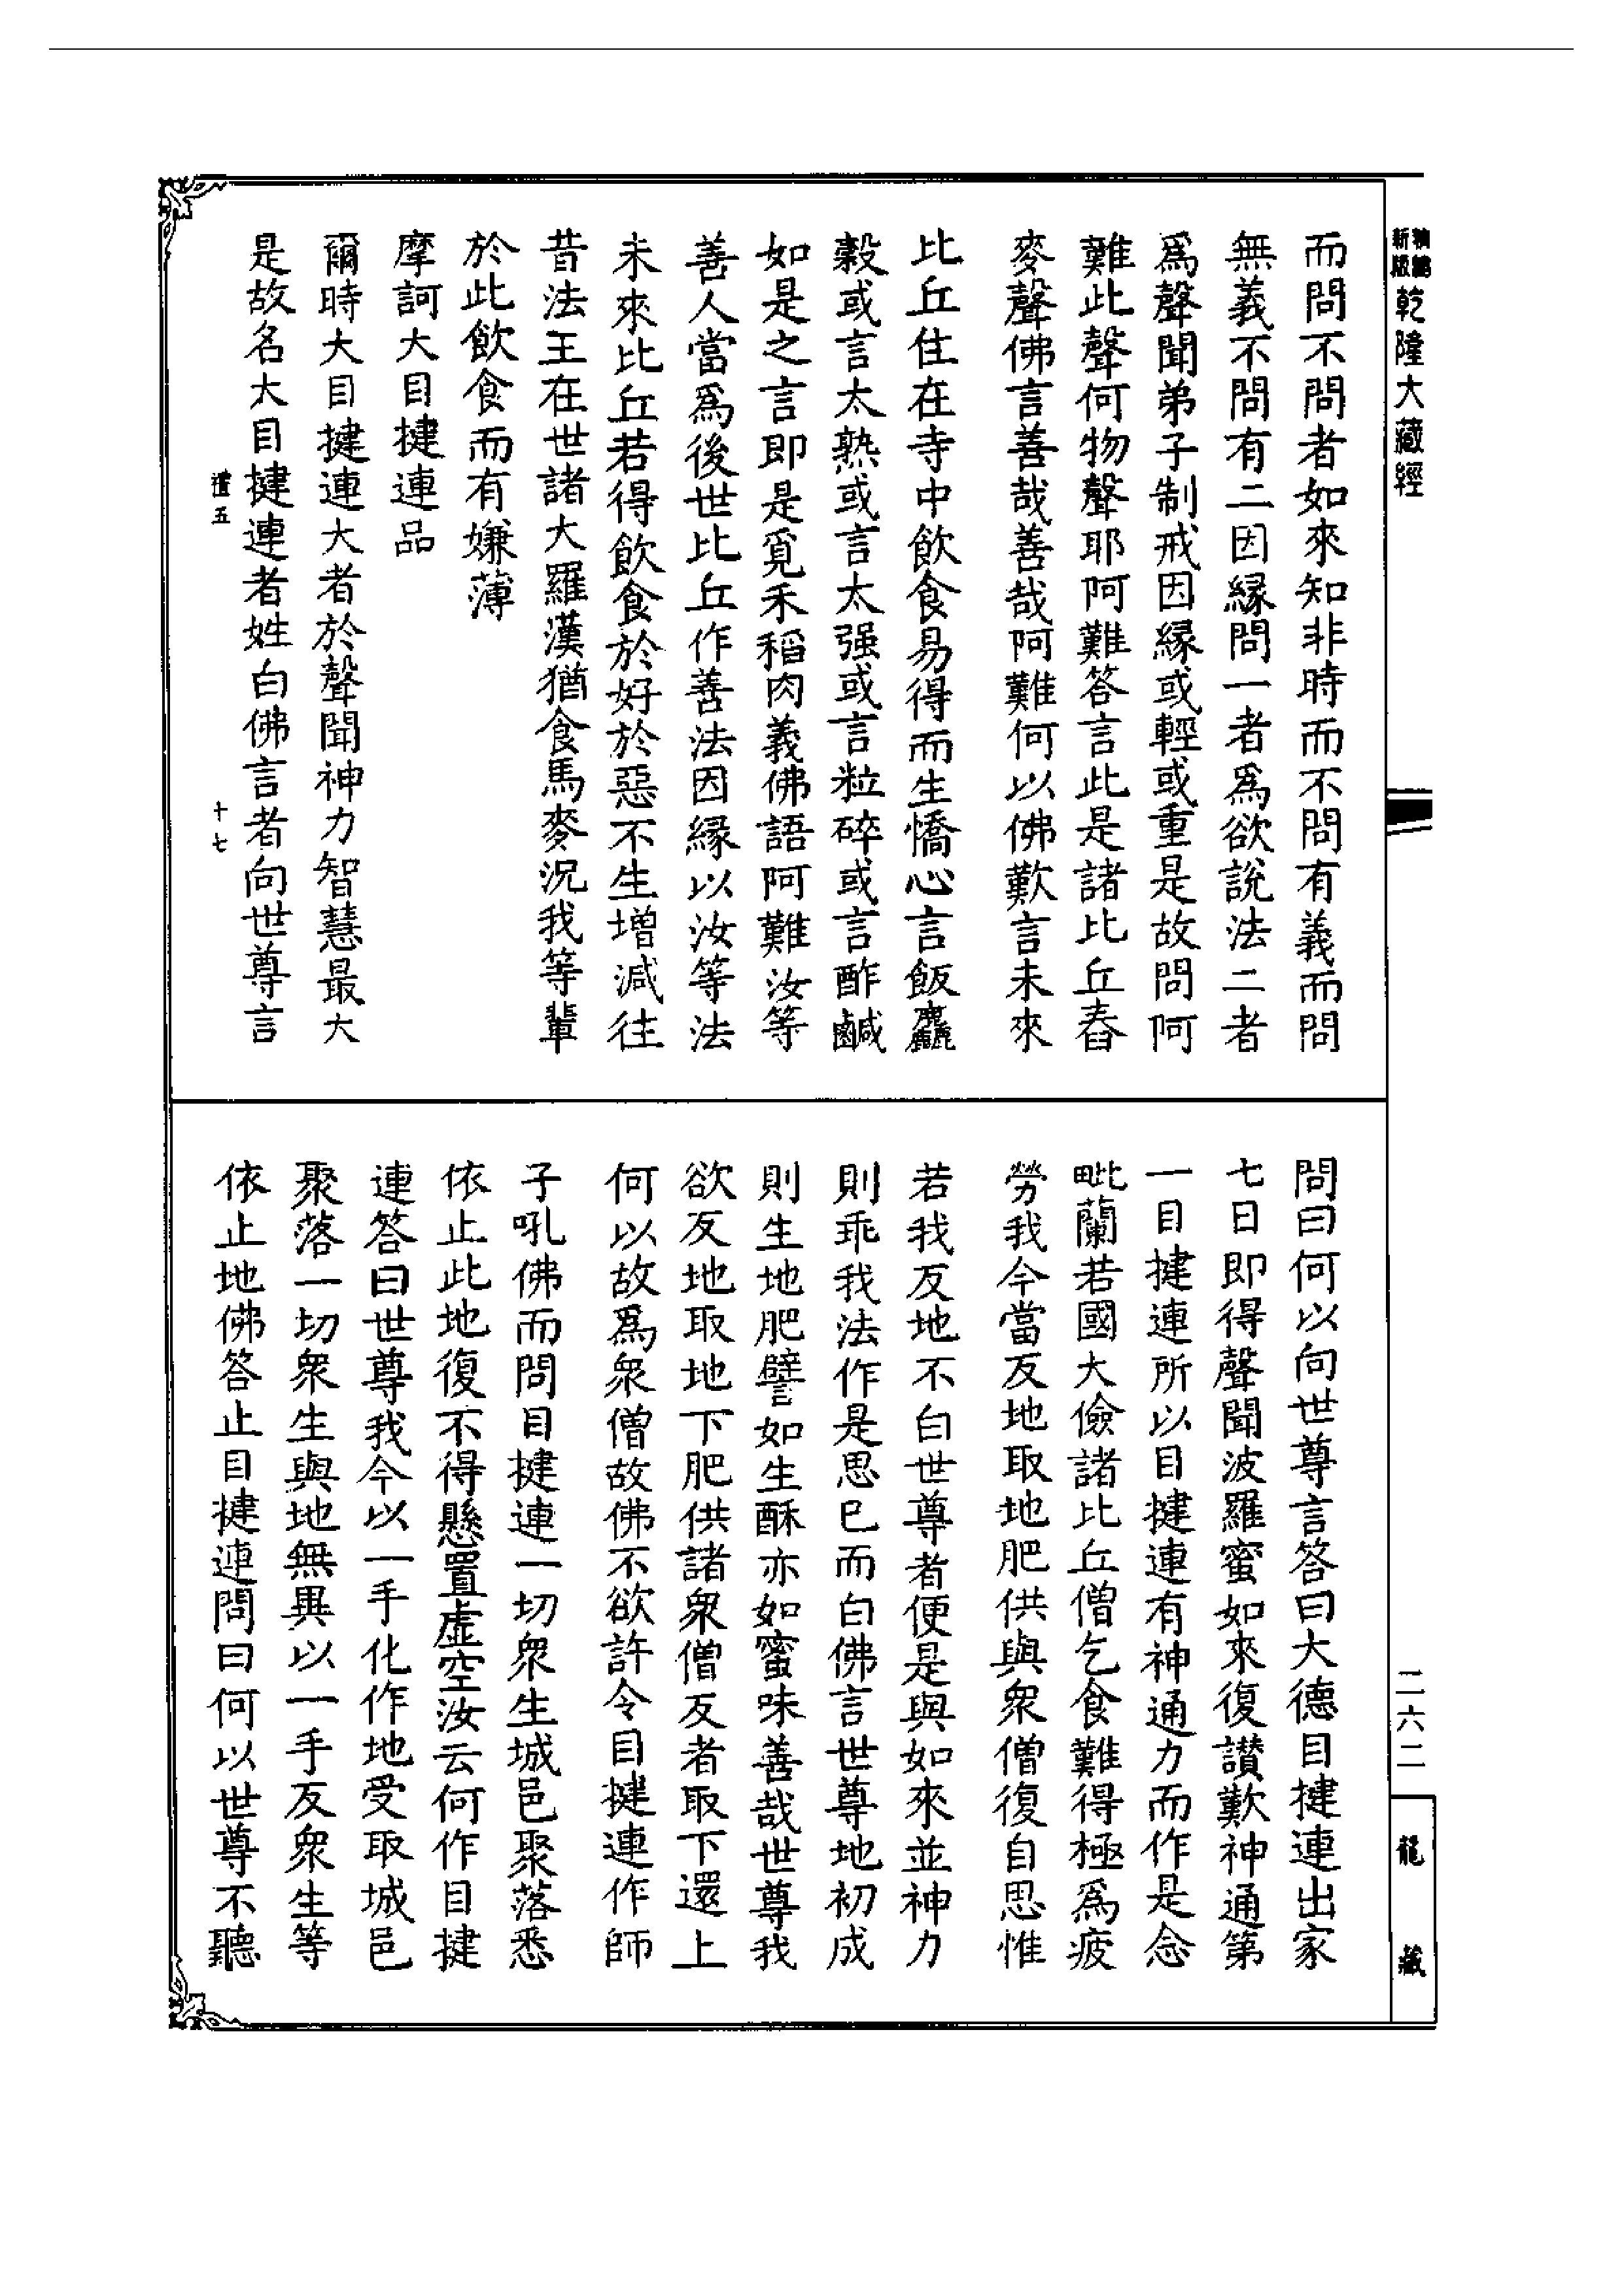 新編縮版乾隆大藏經
而問不問者如來知非時而不問有義而問
無義不問有二因緣問一者爲欲說法二者
爲聲聞弟子制戒因緣或輕或重是故問阿
難此聲何物聲耶阿難答言此是諸比丘舂
麥聲佛言善哉善哉阿難何以佛歎言未來
比丘住在寺中飲食易得而生憍心言飯麤
穀或言太熟或言太强或言粒碎或言酢鹹
如是之言即是覓禾稻肉義佛語阿難汝等
善人當爲後世比丘作善法因緣以汝等法
未來比丘若得飲食於好於惡不生增減往
昔法王在世諸大羅漢猶食馬麥況我等輩
於此飲食而有嫌薄
摩訶大目揵連品
爾時大目揵連大者於聲聞神力智慧最大
是故名大目揵連者姓白佛言者向世尊言
禮五
十七
問曰何以向世尊言答曰大德目揵連出家
七日即得聲聞波羅蜜如來復讃歎神通第
一目揵連所以目揵連有神通力而作是念
毗蘭若國大儉諸比丘僧乞食難得極爲疲
勞我今當反地取地肥供與衆僧復自思惟
若我反地不白世尊者便是與如來並神力
則乖我法作是思已而白佛言世尊地初成
則生地肥譬如生酥亦如蜜味善哉世尊我
欲反地取地下肥供諸衆僧反者取下還上
何以故爲衆僧故佛不欲許令目揵連作師
子吼佛而問目揵連一切衆生城邑聚落悉
依止此地復不得懸置虛空汝云何作目揵
連答曰世尊我今以一手化作地受取城邑
聚落一切衆生與地無異以一手反衆生等
依止地佛答止目揵連問曰何以世尊不聽
二六二
龍藏